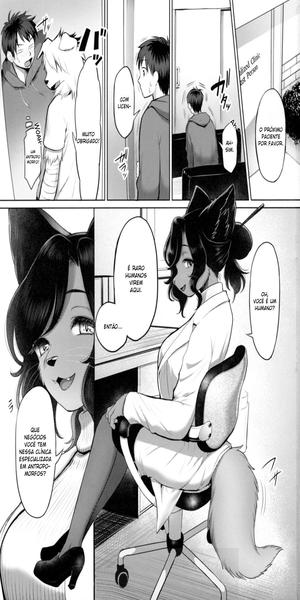 O PRÓXIMO
PACIENTE
POR FAVOR.
AH...
SIM.
COM
LICEN-
MUITO
OBRIGADO!
WOAH
UM
ANTROPO-
MORFO!
OH,
VOCÊ É UM
HUMANO?
É RARO
HUMANOS
VIREM
AQUI.
ENTÃO...
QUE
NEGÓCIOS
VOCÊ TEM
NESSA CLÍNICA
ESPECIALIZADA
EM ANTROPO-
MORFOS?